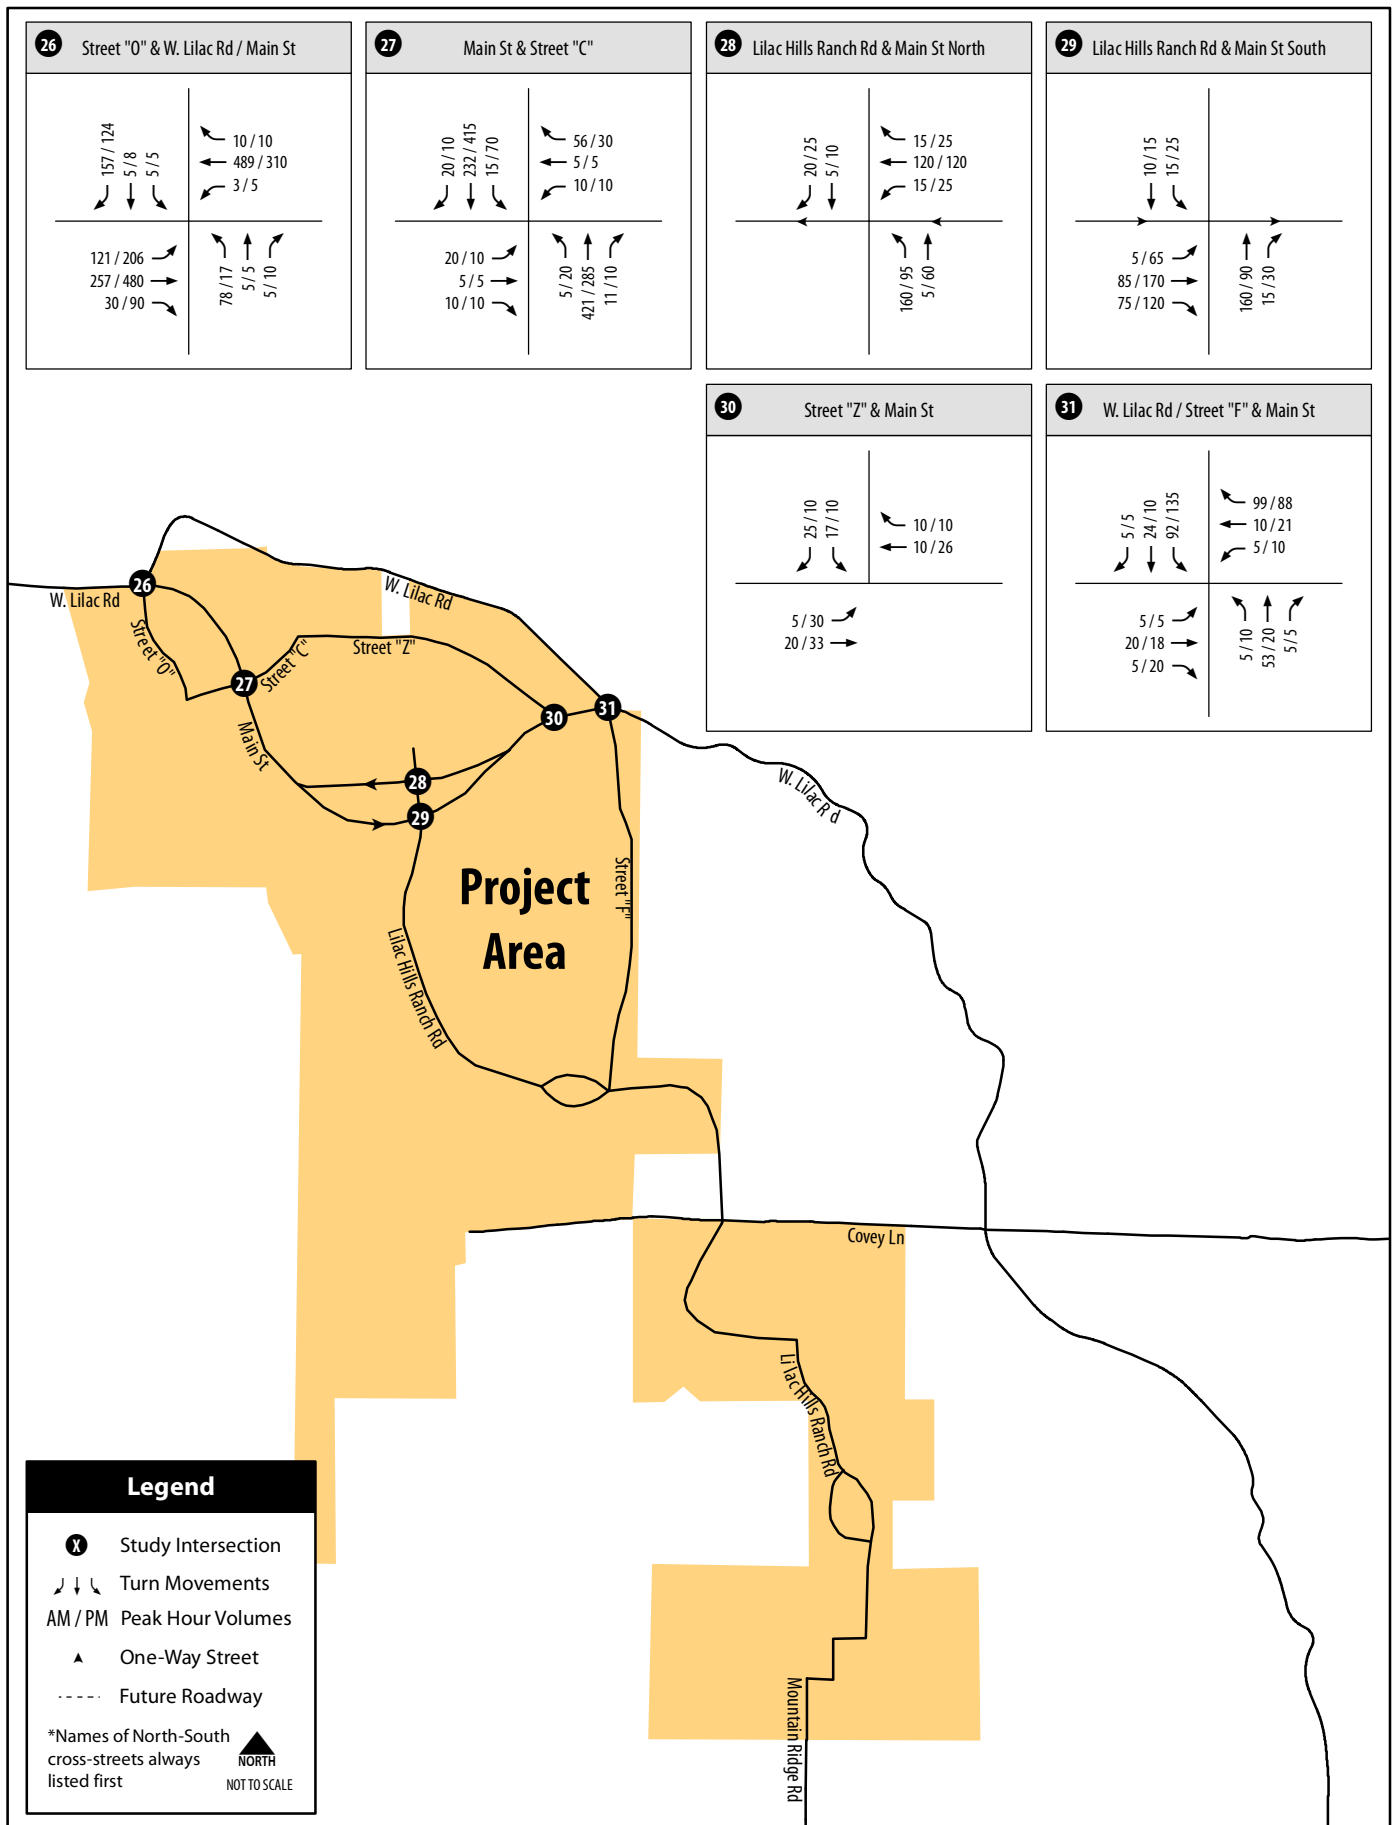 26 Street "O" & W. Lilac Rd / Main St
157 / 124
5 / 8
5 / 5
10 / 10
489 / 310
3 / 5
121 / 206
257 / 480
30 / 90
78 / 17
5 / 5
5 / 10
27 Main St & Street "C"
20 / 10
232 / 415
15 / 70
56 / 30
5 / 5
10 / 10
20 / 10
5 / 5
10 / 10
5 / 20
421 / 285
11 / 10
28 Lilac Hills Ranch Rd & Main St North
20 / 25
5 / 10
15 / 25
120 / 120
15 / 25
160 / 95
5 / 60
29 Lilac Hills Ranch Rd & Main St South
10 / 15
15 / 25
5 / 65
85 / 170
75 / 120
160 / 90
15 / 30
30 Street "Z" & Main St
25 / 10
17 / 10
10 / 10
10 / 26
5 / 30
20 / 33
31 W. Lilac Rd / Street "F" & Main St
5 / 5
24 / 10
92 / 135
99 / 88
10 / 21
5 / 10
5 / 5
20 / 18
5 / 20
5 / 10
53 / 20
5 / 5
26
W. Lilac Rd
W. Lilac Rd
Street "O"
Street "Z"
Street "C"
27
30
31
Main St
28
29
W. Lilac R d
Project
Area
Street "F"
Lilac Hills Ranch Rd
Covey Ln
Li lac Hills Ranch Rd
Mountain Ridge Rd
Legend
X Study Intersection
Turn Movements
AM / PM Peak Hour Volumes
One-Way Street
Future Roadway
*Names of North-South
cross-streets always
listed first
NORTH
NOT TO SCALE